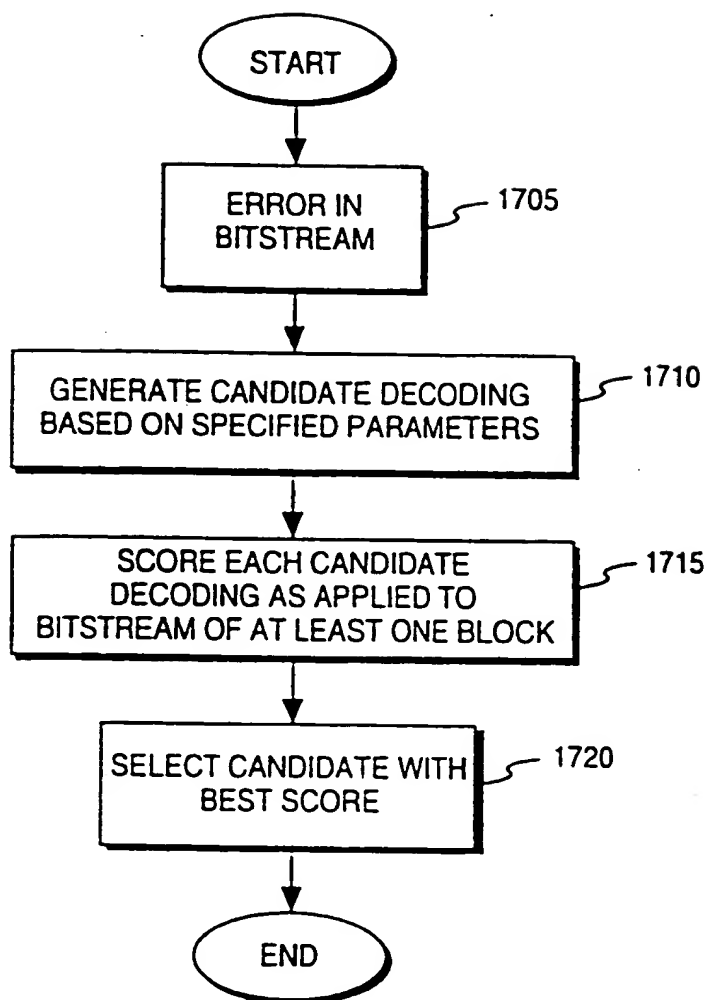 START
ERROR IN
BITSTREAM
1705
GENERATE CANDIDATE DECODING
BASED ON SPECIFIED PARAMETERS
1710
SCORE EACH CANDIDATE
DECODING AS APPLIED TO
BITSTREAM OF AT LEAST ONE BLOCK
1715
SELECT CANDIDATE WITH
BEST SCORE
1720
END